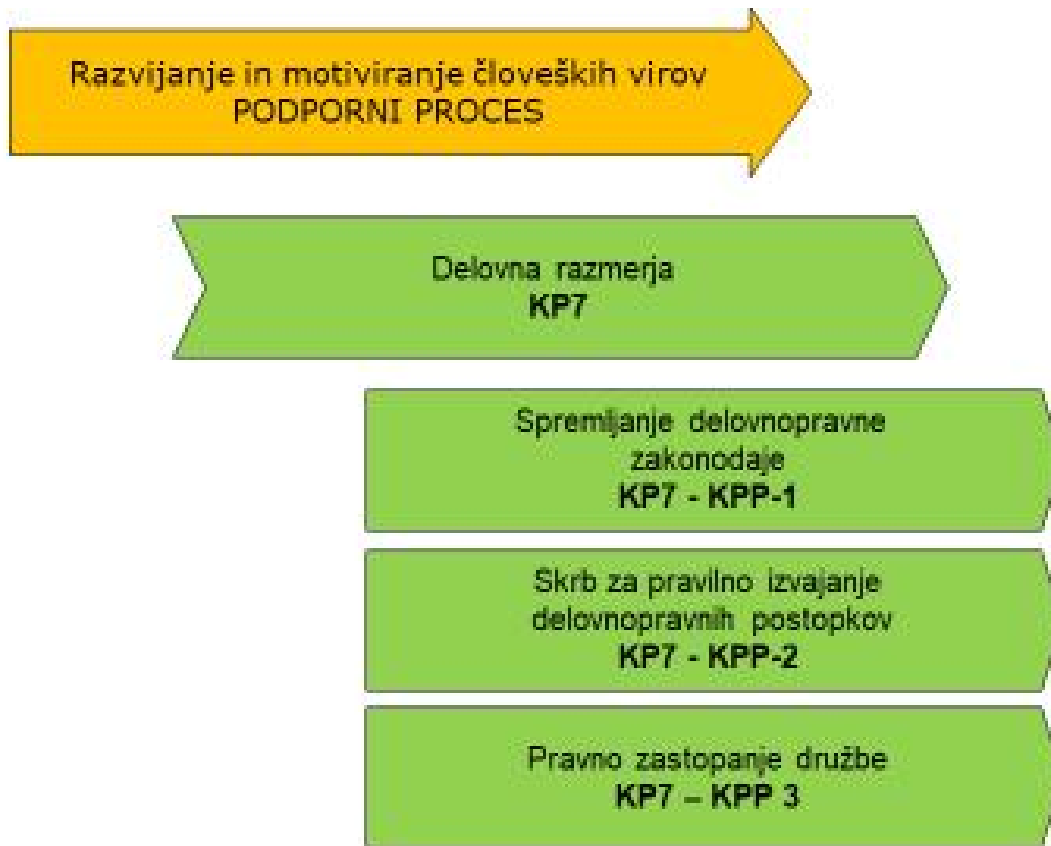 Razvijanje in motiviranje človeških virov
PODPORNI PROCES
Delovna razmerja
KP7
Spremljanje delovnopravne
zakonodaje
KP7 - KPP-1
Skrb za pravilno izvajanje
delovnopravnih postopkov
KP7 - KPP-2
Pravno zastopanje družbe
KP7 – KPP 3